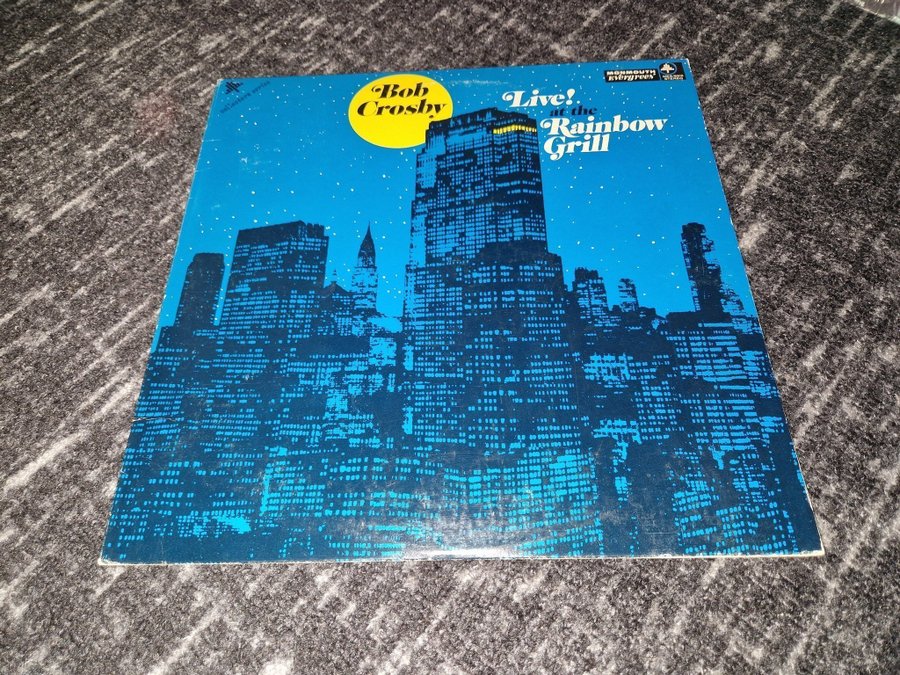 Bob
Crosby
Live!
at the
Rainbow
Grill
MONMOUTH
Evergreen